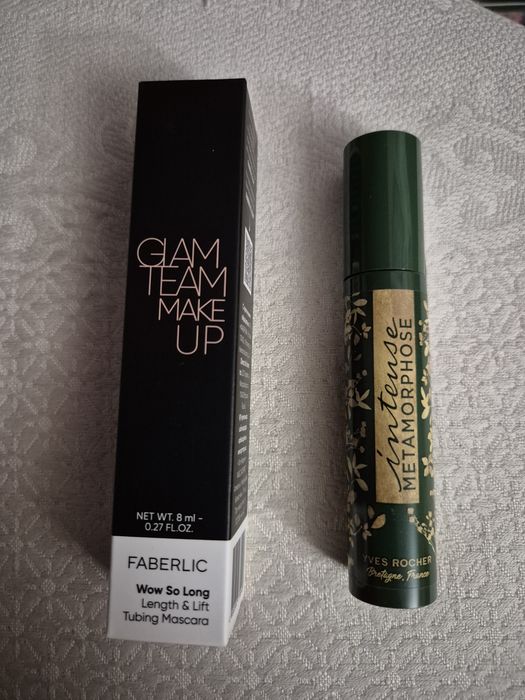 GLAM
TEAM
MAKE
UP
NET WT. 8 ml -
0.27 FL.OZ.
FABERLIC
Wow So Long
Length & Lift
Tubing Mascara
intense
METAMORPHOSE
YVES ROCHER
Bretagne, France